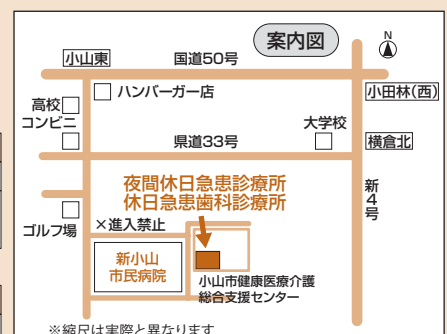 案内図
N
小山東
国道50号
ハンバーガー店
小田林(西)
高校
コンビニ
大学校
県道33号
横倉北
夜間休日急患診療所
休日急患歯科診療所
新4号
ゴルフ場
×進入禁止
新小山
市民病院
小山市健康医療介護
総合支援センター
※縮尺は実際と異なります